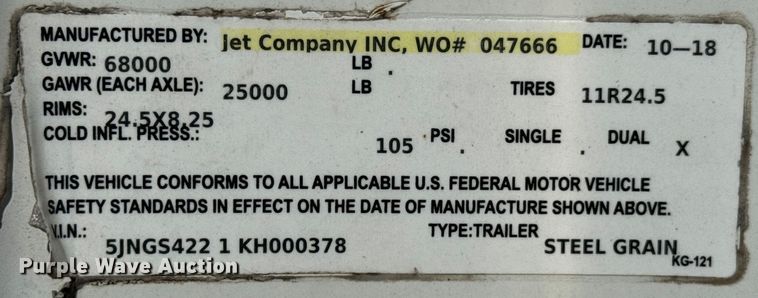 MANUFACTURED BY: Jet Company INC, WO# 047666 DATE: 10-18
GVWR: 68000 LB .
GAWR (EACH AXLE): 25000 LB TIRES 11R24.5
RIMS: 24.5X8.25
COLD INFL. PRESS.: 105 PSI . SINGLE . DUAL X
THIS VEHICLE CONFORMS TO ALL APPLICABLE U.S. FEDERAL MOTOR VEHICLE
SAFETY STANDARDS IN EFFECT ON THE DATE OF MANUFACTURE SHOWN ABOVE.
V.I.N.: 5JNGS422 1 KH000378 TYPE:TRAILER STEEL GRAIN
KG-121
Purple Wave Auction